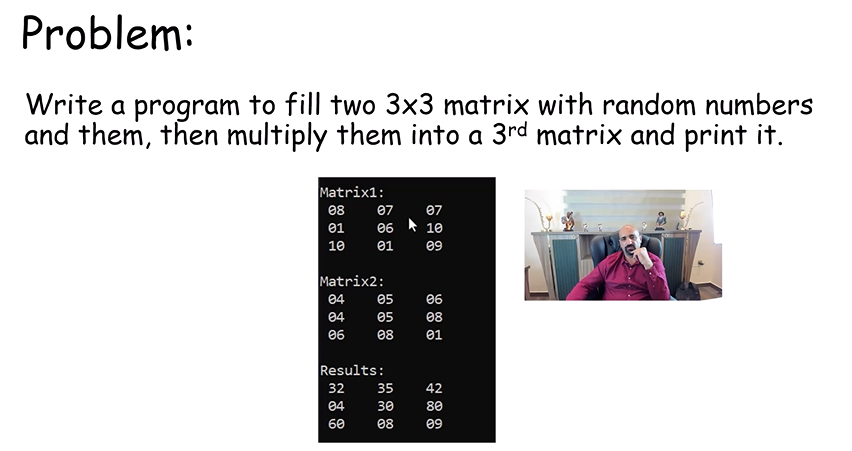 Problem:
Write a program to fill two 3x3 matrix with random numbers
and them, then multiply them into a 3rd matrix and print it.
Matrix1:
08 07 07
01 06 10
10 01 09
Matrix2:
04 05 06
04 05 08
06 08 01
Results:
32 35 42
04 30 80
60 08 09